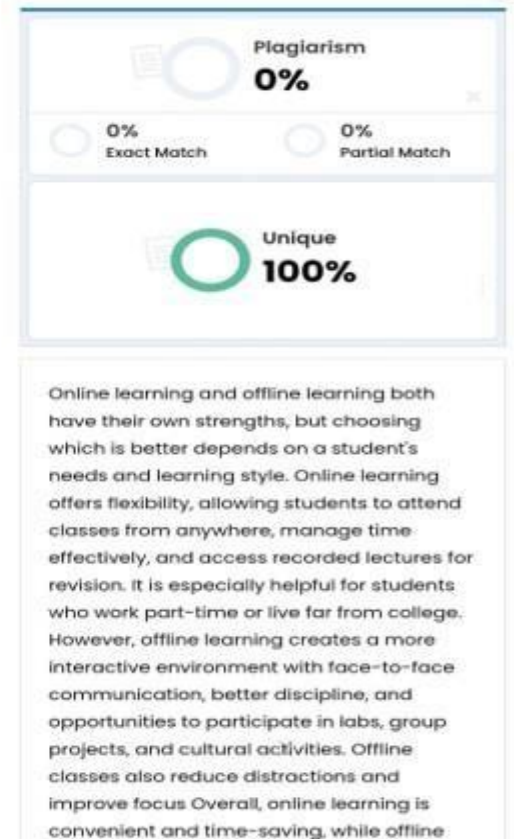 Plagiarism
0%
0%
Exact Match
0%
Partial Match
Unique
100%
Online learning and offline learning both
have their own strengths, but choosing
which is better depends on a student's
needs and learning style. Online learning
offers flexibility, allowing students to attend
classes from anywhere, manage time
effectively, and access recorded lectures for
revision. It is especially helpful for students
who work part-time or live far from college.
However, offline learning creates a more
interactive environment with face-to-face
communication, better discipline, and
opportunities to participate in labs, group
projects, and cultural activities. Offline
classes also reduce distractions and
improve focus Overall, online learning is
convenient and time-saving, while offline